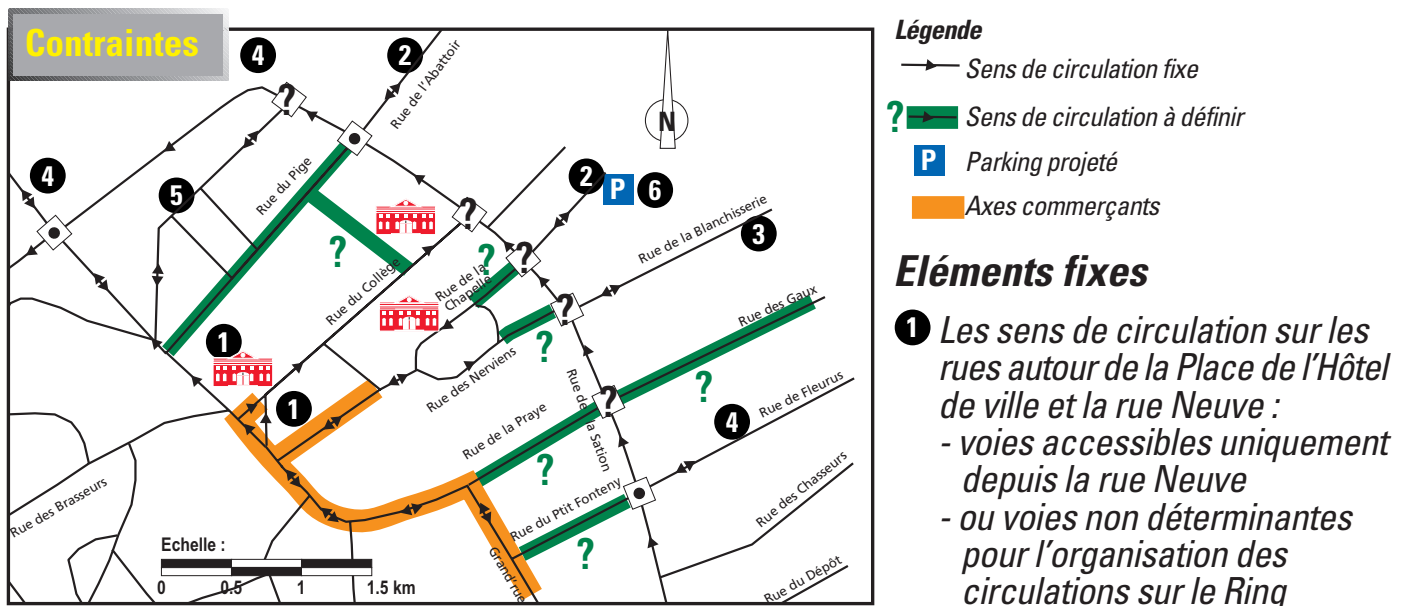 Contraintes
4
2
Rue de l'Abattoir
?
N
4
5
Rue du Pige
?
2
P
6
?
Rue de la Blanchisserie
3
?
?
?
Rue du Collège
Rue de la
Chapelle
?
?
Rue des Gaux
1
1
Rue des Nerviens
Rue de la Sation
?
?
Rue de Fleurus
4
Rue de la Praye
?
Rue des Brasseurs
Rue du Ptit Fonteny
?
Rue des Chasseurs
Grand'rue
Rue du Dépôt
Echelle :
0 0.5 1 1.5 km
Légende
Sens de circulation fixe
? Sens de circulation à définir
P Parking projeté
Axes commerçants
Eléments fixes
1 Les sens de circulation sur les
rues autour de la Place de l'Hôtel
de ville et la rue Neuve :
- voies accessibles uniquement
depuis la rue Neuve
- ou voies non déterminantes
pour l'organisation des
circulations sur le Ring